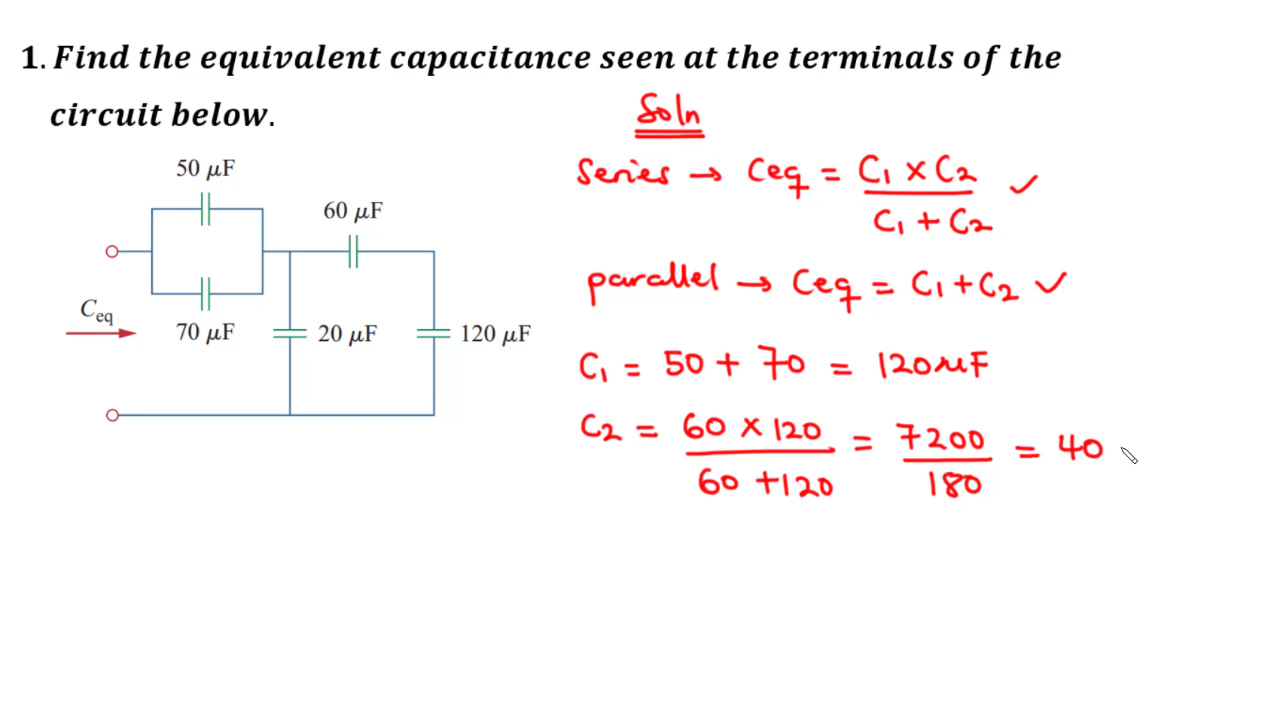 1. Find the equivalent capacitance seen at the terminals of the
circuit below.
50 μF
60 μF
Ceq
70 μF
20 μF
120 μF
Soln
Series → Ceq = C1 × C2 / C1 + C2 ✓
parallel → Ceq = C1 + C2 ✓
C1 = 50 + 70 = 120μF
C2 = 60 × 120 / 60 + 120 = 7200 / 180 = 40